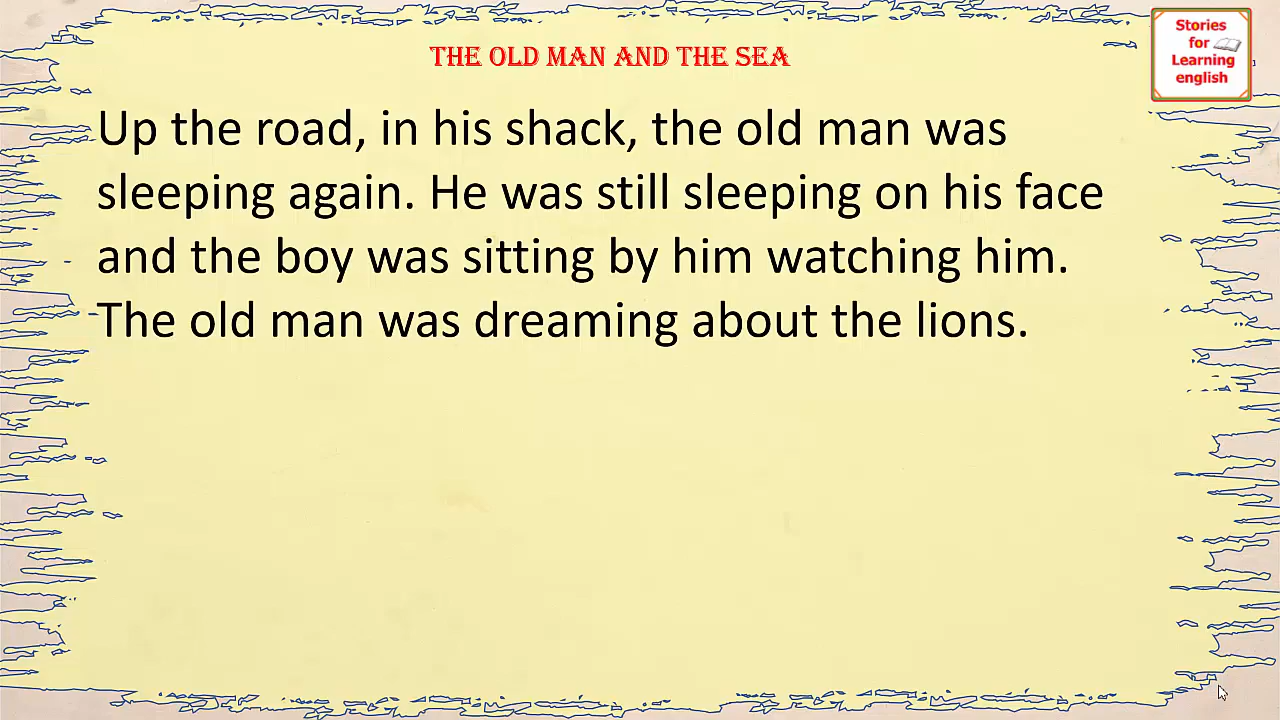 THE OLD MAN AND THE SEA
Stories
for
Learning
english
Up the road, in his shack, the old man was
sleeping again. He was still sleeping on his face
and the boy was sitting by him watching him.
The old man was dreaming about the lions.